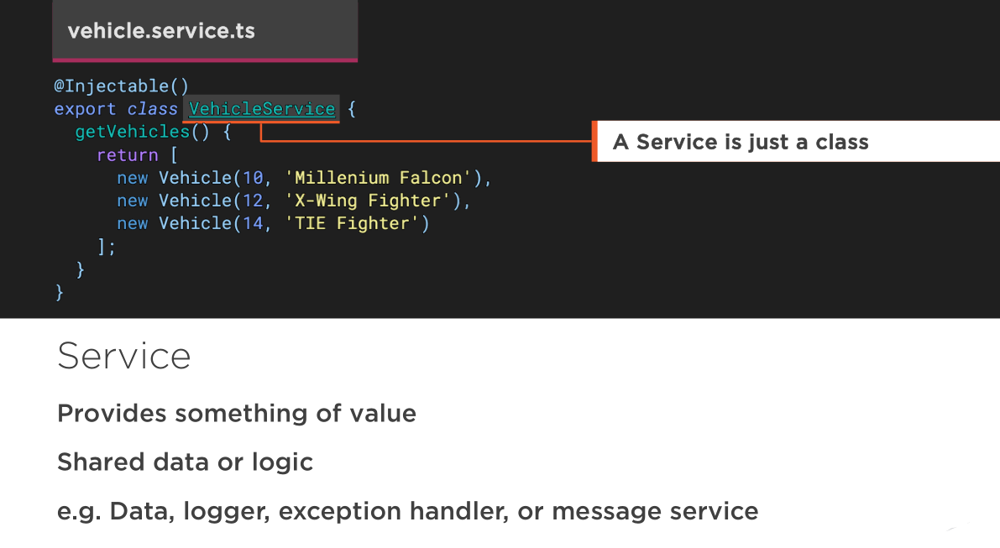 vehicle.service.ts
@Injectable()
export class VehicleService {
getVehicles() {
A Service is just a class
return [
new Vehicle(10, 'Millenium Falcon'),
new Vehicle(12, 'X-Wing Fighter'),
new Vehicle(14, 'TIE Fighter')
];
}
}
Service
Provides something of value
Shared data or logic
e.g. Data, logger, exception handler, or message service